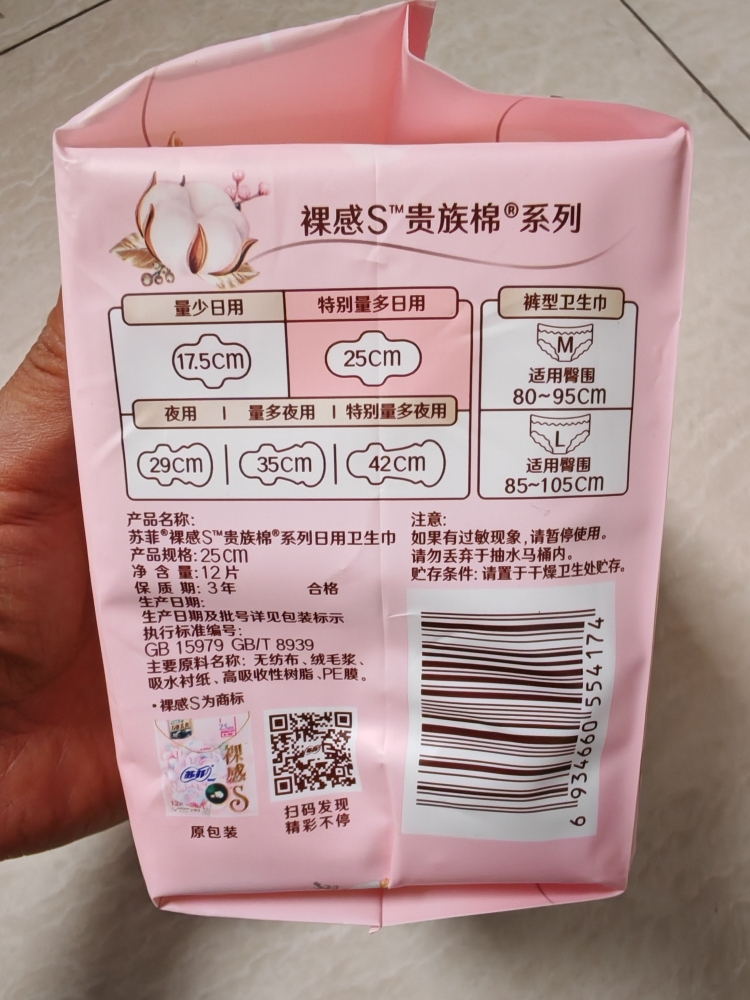 裸感S™贵族棉®系列
量少日用
特别量多日用
17.5Cm
25Cm
夜用 | 量多夜用 | 特别量多夜用
29Cm
35Cm
42Cm
裤型卫生巾
M
适用臀围
80~95Cm
L
适用臀围
85~105Cm
产品名称:
苏菲®裸感S™贵族棉®系列日用卫生巾
产品规格:25cm
净含量:12片
保质期:3年 合格
生产日期:
生产日期及批号详见包装标示
执行标准编号:
GB 15979 GB/T 8939
主要原料名称: 无纺布、绒毛浆、
吸水衬纸、高吸收性树脂、PE膜。
·裸感S为商标
注意:
如果有过敏现象,请暂停使用。
请勿丢弃于抽水马桶内。
贮存条件: 请置于干燥卫生处贮存。
苏菲
裸感S
原包装
扫码发现
精彩不停
6 934660 554174